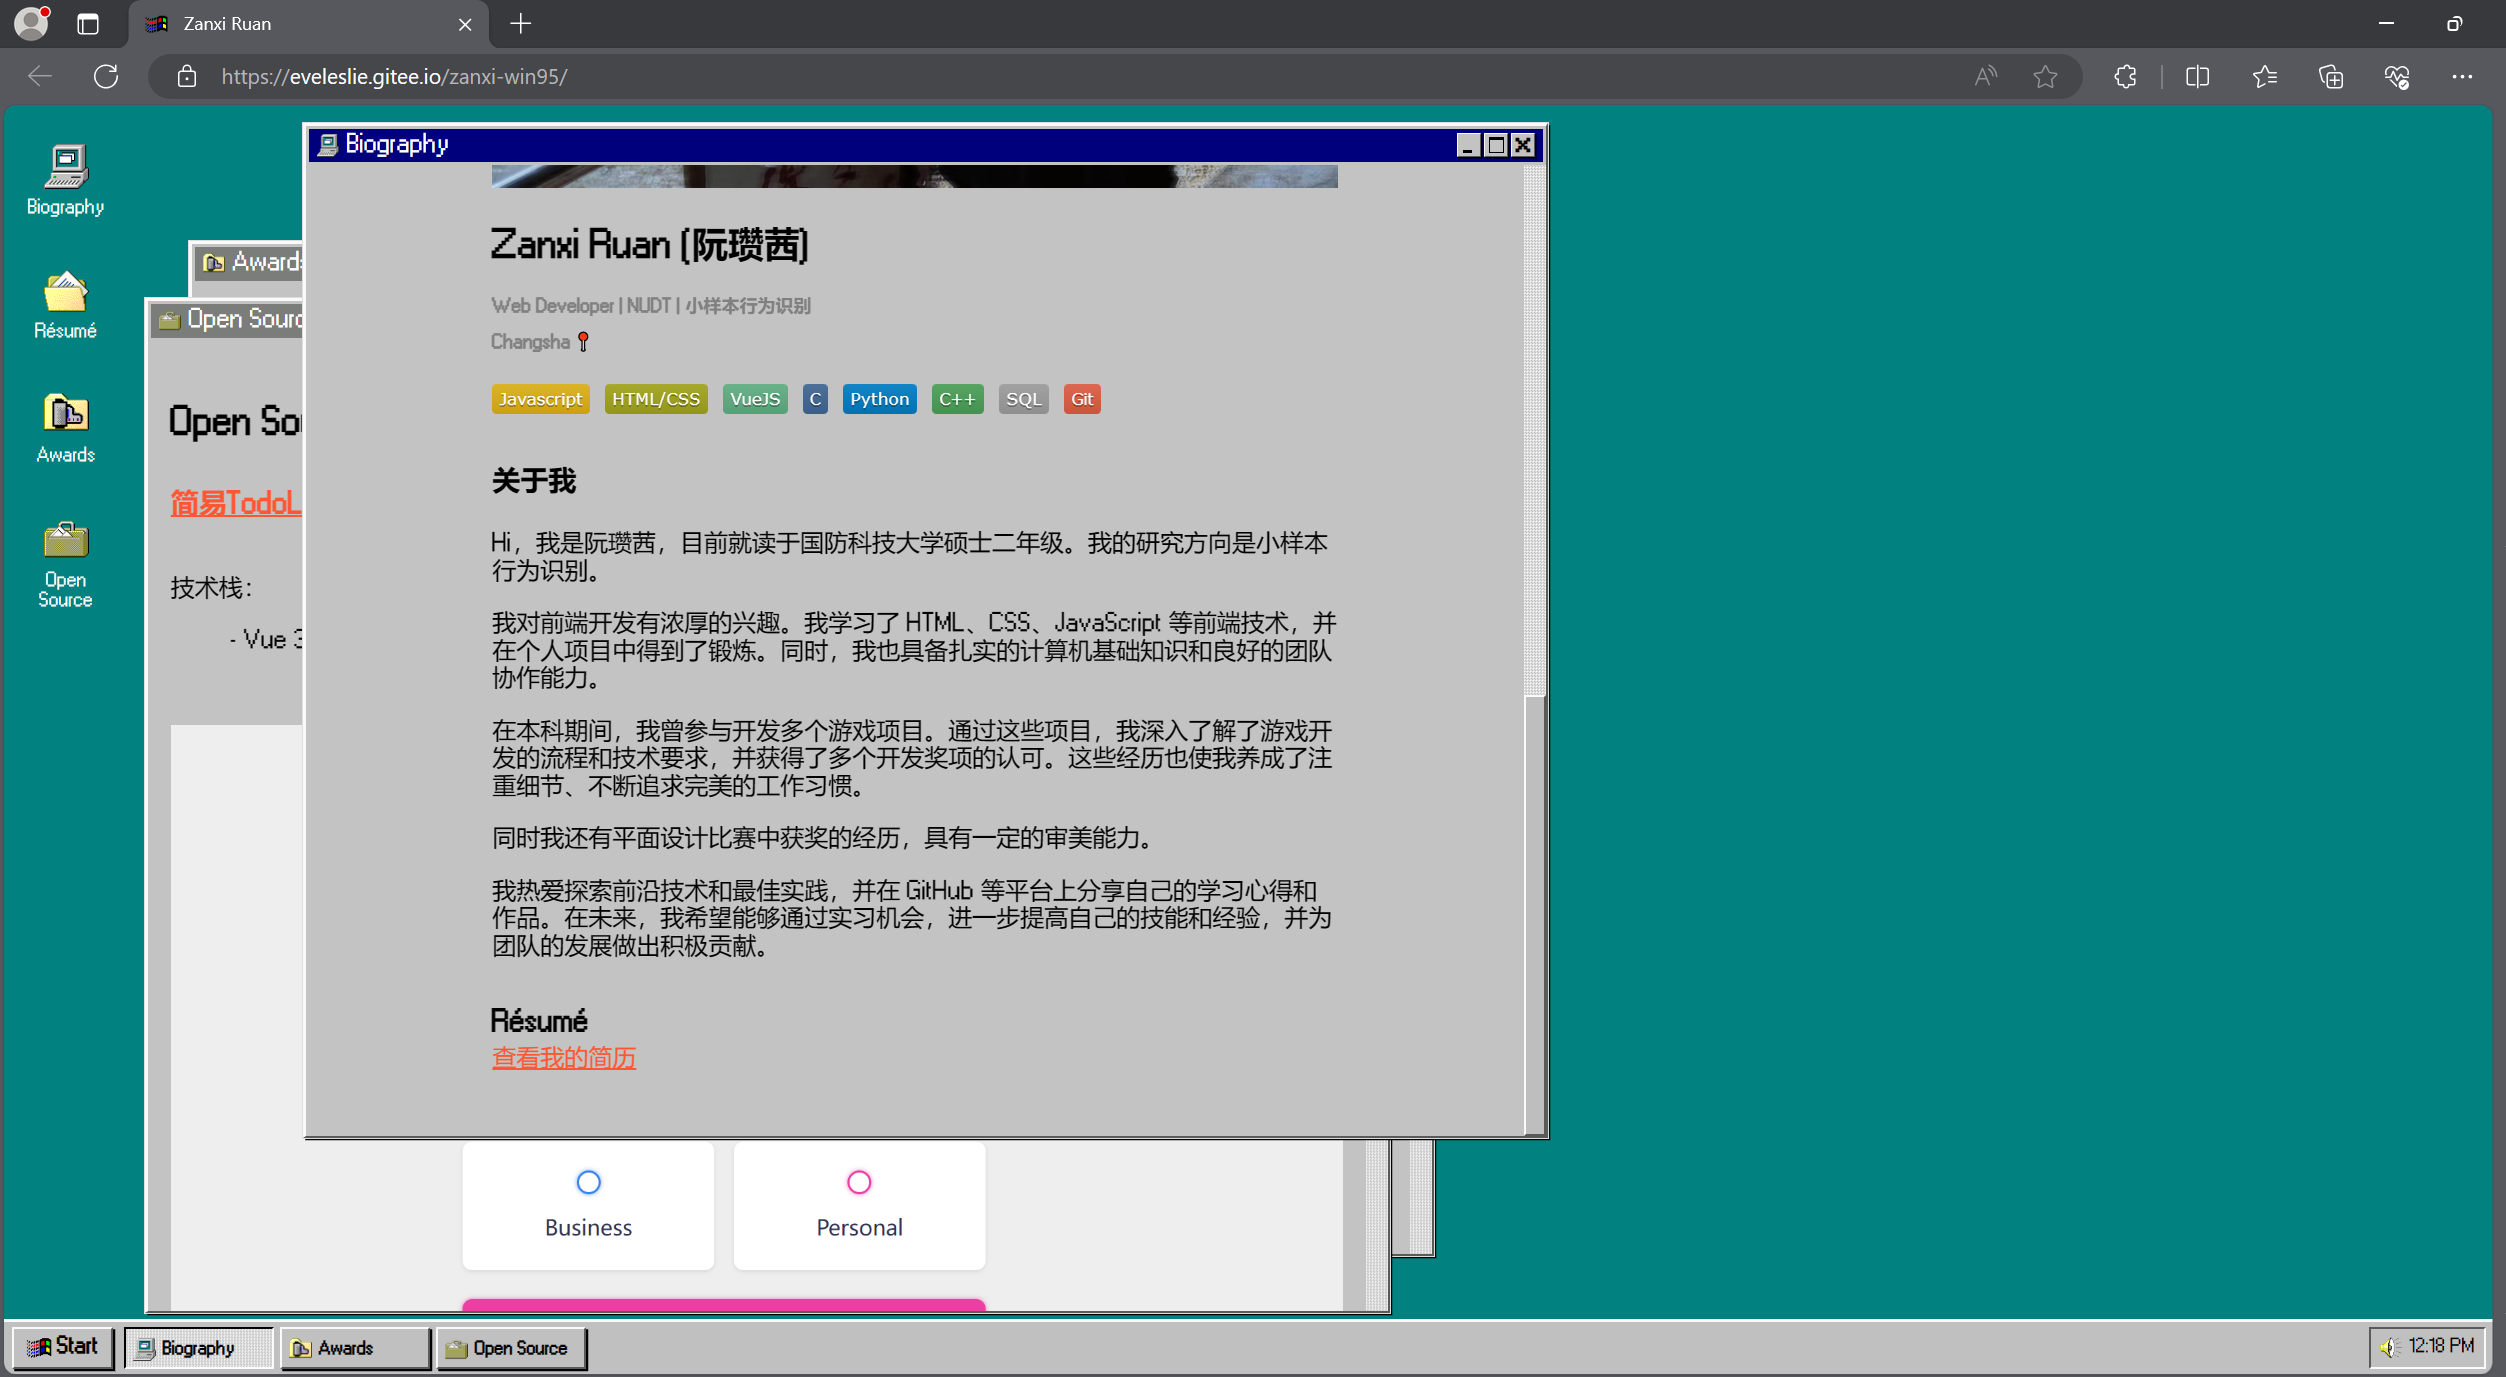 Zanxi Ruan
https://eveleslie.gitee.io/zanxi-win95/
Biography
Résumé
Awards
Open
Source
Awards
Open Sourc
Open So
简易TodoL
技术栈：
- Vue 3
Biography
Zanxi Ruan (阮瓒茜)
Web Developer | NUDT | 小样本行为识别
Changsha
Javascript HTML/CSS VueJS C Python C++ SQL Git
关于我
Hi，我是阮瓒茜，目前就读于国防科技大学硕士二年级。我的研究方向是小样本
行为识别。
我对前端开发有浓厚的兴趣。我学习了 HTML、CSS、JavaScript 等前端技术，并
在个人项目中得到了锻炼。同时，我也具备扎实的计算机基础知识和良好的团队
协作能力。
在本科期间，我曾参与开发多个游戏项目。通过这些项目，我深入了解了游戏开
发的流程和技术要求，并获得了多个开发奖项的认可。这些经历也使我养成了注
重细节、不断追求完美的工作习惯。
同时我还有平面设计比赛中获奖的经历，具有一定的审美能力。
我热爱探索前沿技术和最佳实践，并在 GitHub 等平台上分享自己的学习心得和
作品。在未来，我希望能够通过实习机会，进一步提高自己的技能和经验，并为
团队的发展做出积极贡献。
Résumé
查看我的简历
Business
Personal
Start
Biography
Awards
Open Source
12:18 PM